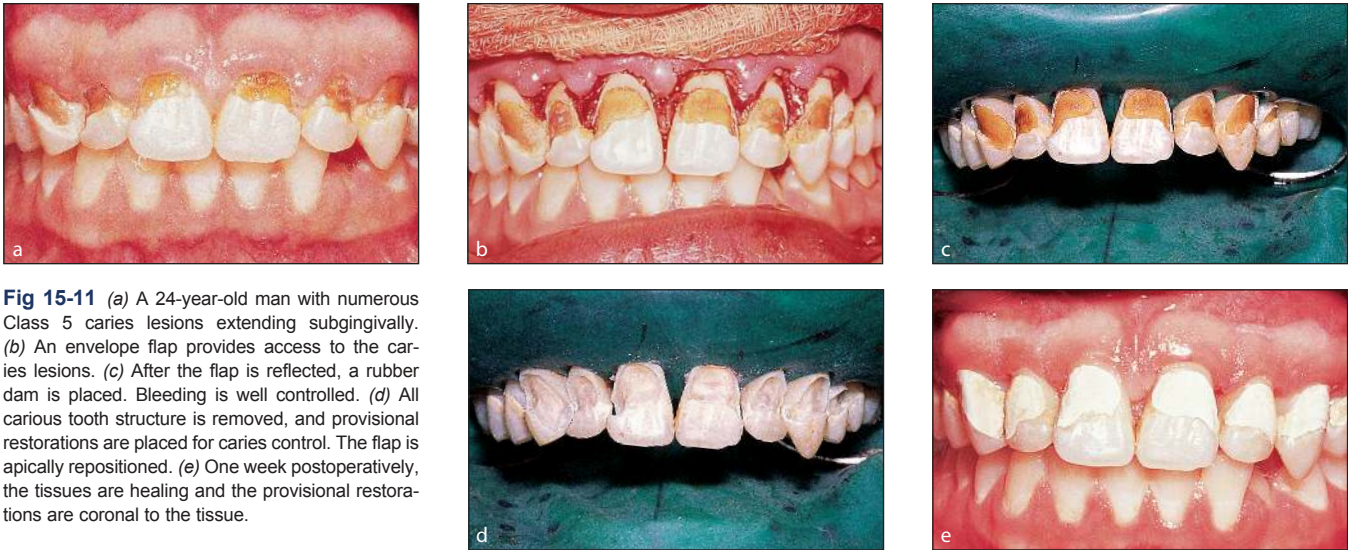 a
b
c
Fig 15-11 (a) A 24-year-old man with numerous
Class 5 caries lesions extending subgingivally.
(b) An envelope flap provides access to the car-
ies lesions. (c) After the flap is reflected, a rubber
dam is placed. Bleeding is well controlled. (d) All
carious tooth structure is removed, and provisional
restorations are placed for caries control. The flap is
apically repositioned. (e) One week postoperatively,
the tissues are healing and the provisional restora-
tions are coronal to the tissue.
d
e